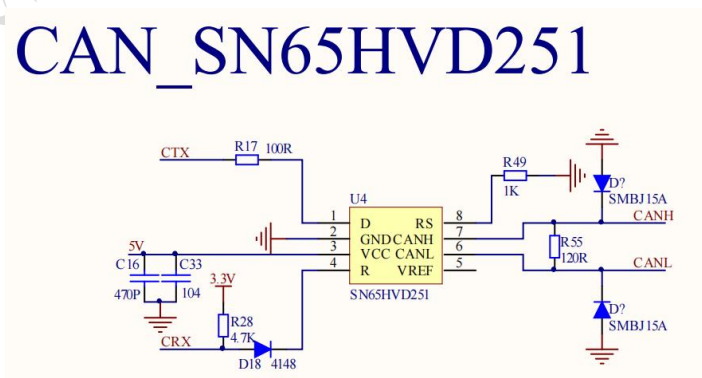 CAN_SN65HVD251
CTX
R17 100R
R49
1K
D?
SMBJ15A
CANH
U4
1 D RS 8
2 GND CANH 7
3 VCC CANL 6
4 R VREF 5
SN65HVD251
R55
120R
CANL
5V
C16
470P
C33
104
3.3V
R28
4.7K
CRX
D18 4148
D?
SMBJ15A